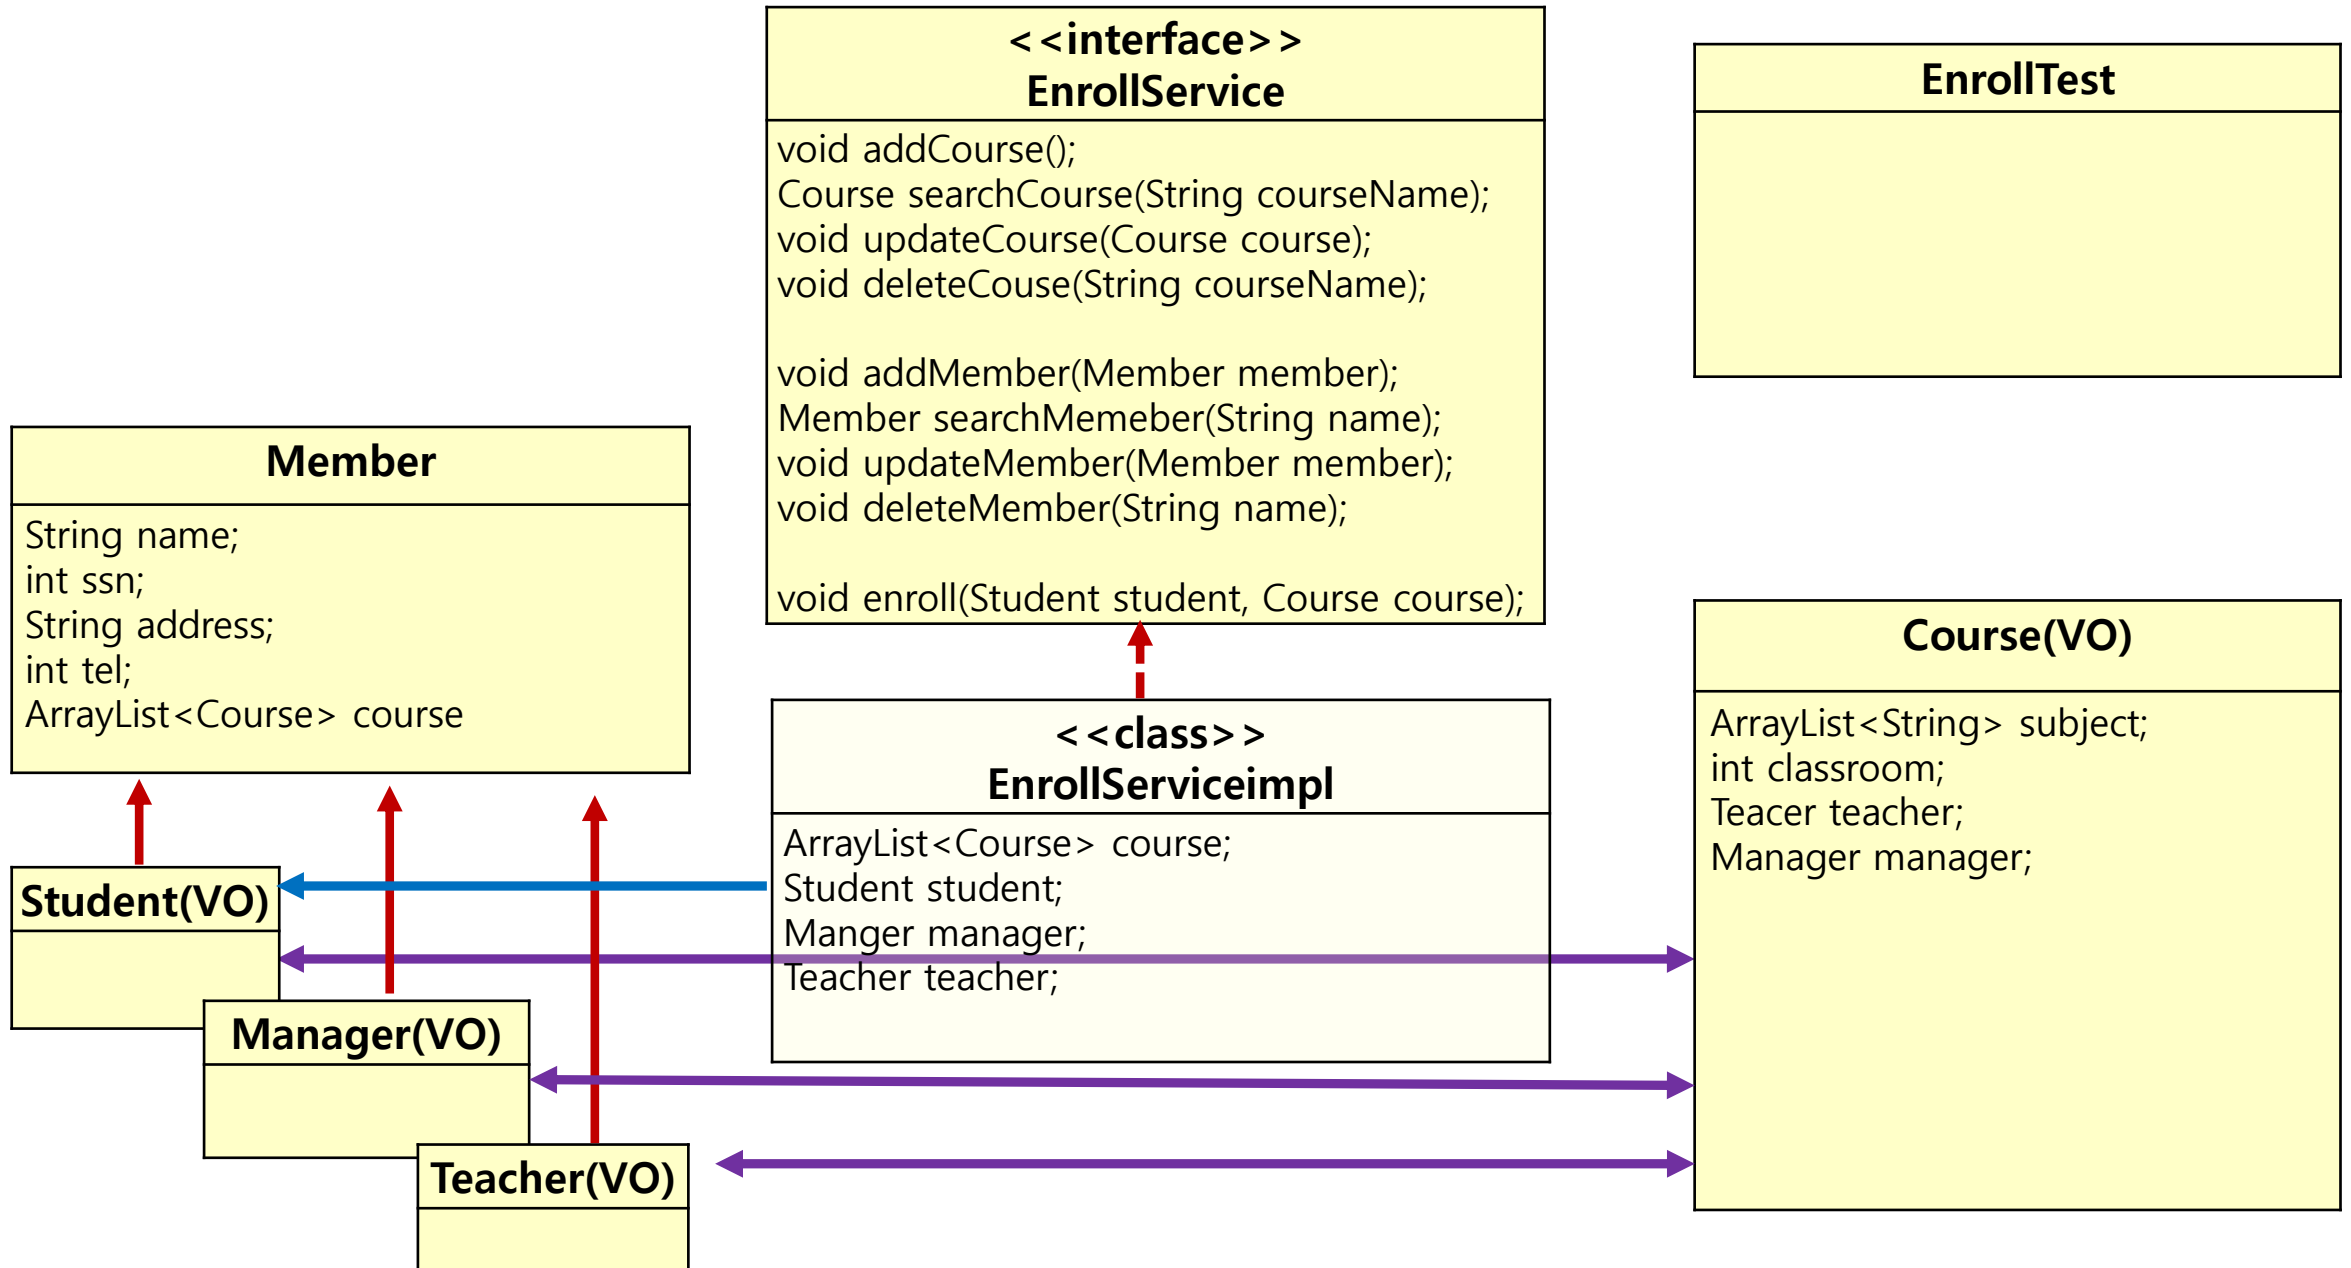 <<interface>>
EnrollService
void addCourse();
Course searchCourse(String courseName);
void updateCourse(Course course);
void deleteCouse(String courseName);
void addMember(Member member);
Member searchMemeber(String name);
void updateMember(Member member);
void deleteMember(String name);
void enroll(Student student, Course course);
EnrollTest
Member
String name;
int ssn;
String address;
int tel;
ArrayList<Course> course
<<class>>
EnrollServiceimpl
ArrayList<Course> course;
Student student;
Manger manager;
Teacher teacher;
Course(VO)
ArrayList<String> subject;
int classroom;
Teacer teacher;
Manager manager;
Student(VO)
Manager(VO)
Teacher(VO)